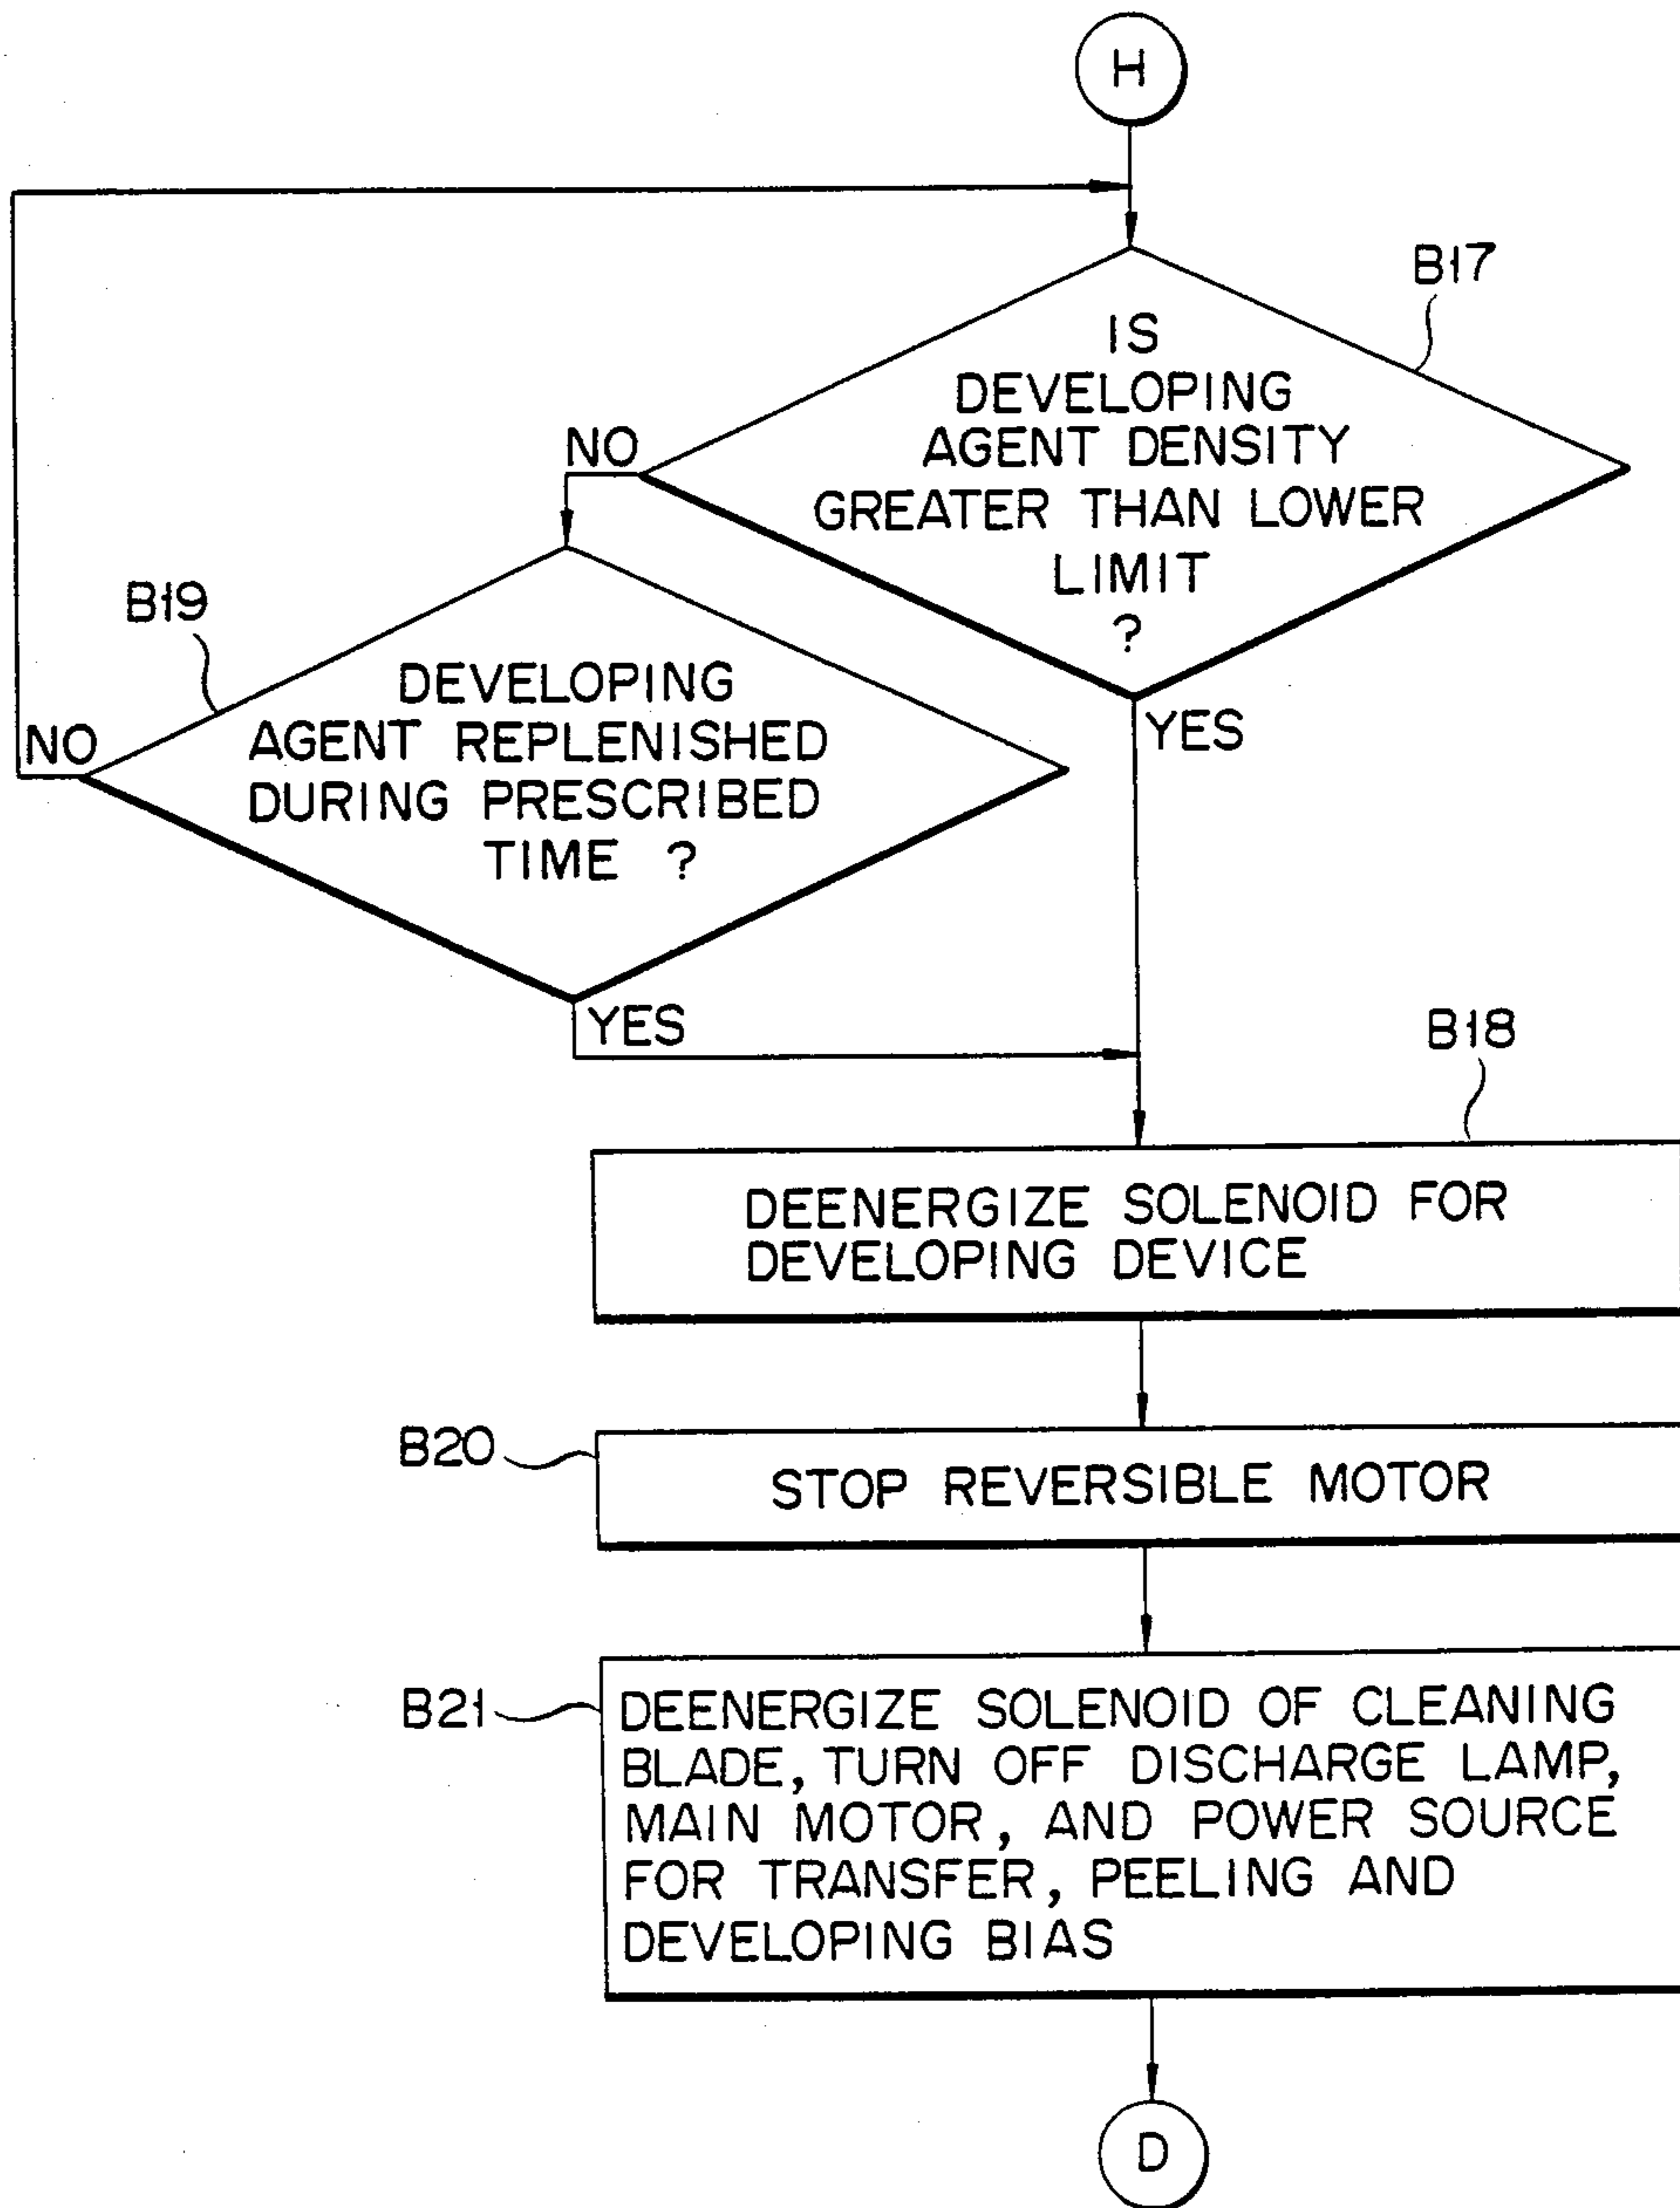 H
B17
IS
DEVELOPING
AGENT DENSITY
GREATER THAN LOWER
LIMIT
?
NO
YES
B19
DEVELOPING
AGENT REPLENISHED
DURING PRESCRIBED
TIME ?
NO
YES
B18
DEENERGIZE SOLENOID FOR
DEVELOPING DEVICE
B20
STOP REVERSIBLE MOTOR
B21
DEENERGIZE SOLENOID OF CLEANING
BLADE, TURN OFF DISCHARGE LAMP,
MAIN MOTOR, AND POWER SOURCE
FOR TRANSFER, PEELING AND
DEVELOPING BIAS
D